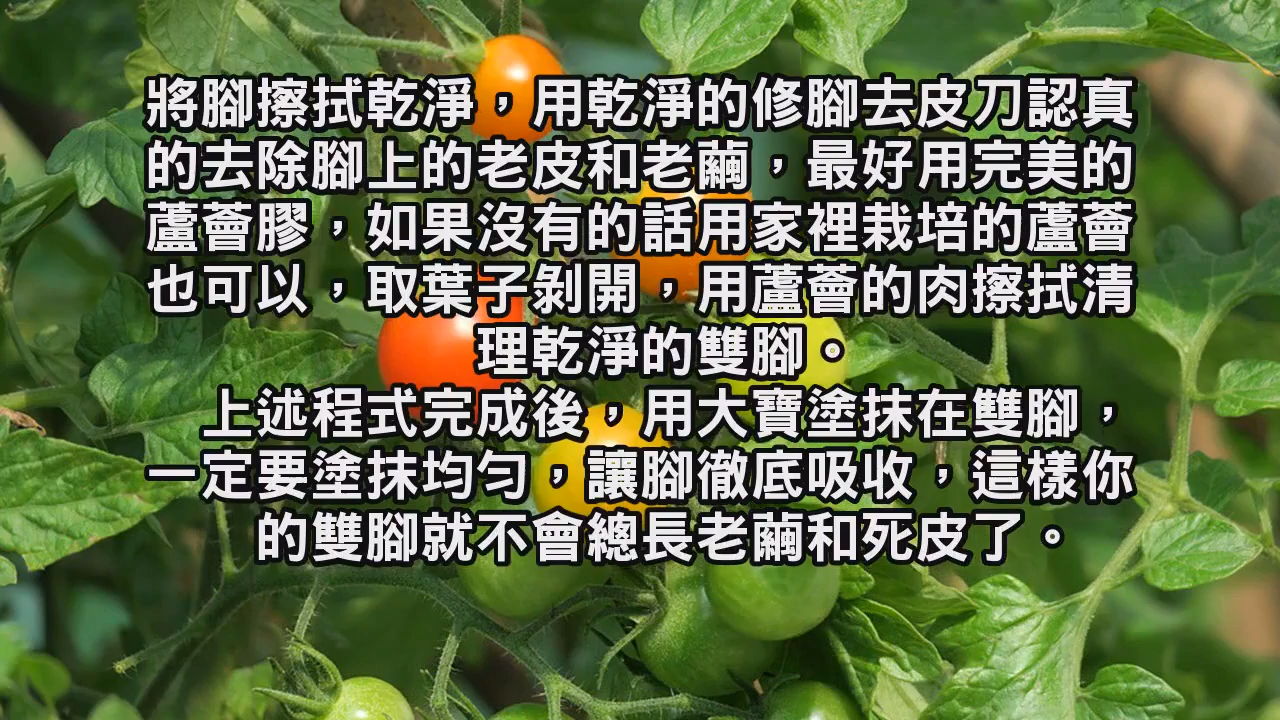 將腳擦拭乾淨，用乾淨的修腳去皮刀認真
的去除腳上的老皮和老繭，最好用完美的
蘆薈膠，如果沒有的話用家裡栽培的蘆薈
也可以，取葉子剝開，用蘆薈的肉擦拭清
理乾淨的雙腳。
上述程式完成後，用大寶塗抹在雙腳，
一定要塗抹均勻，讓腳徹底吸收，這樣你
的雙腳就不會總長老繭和死皮了。